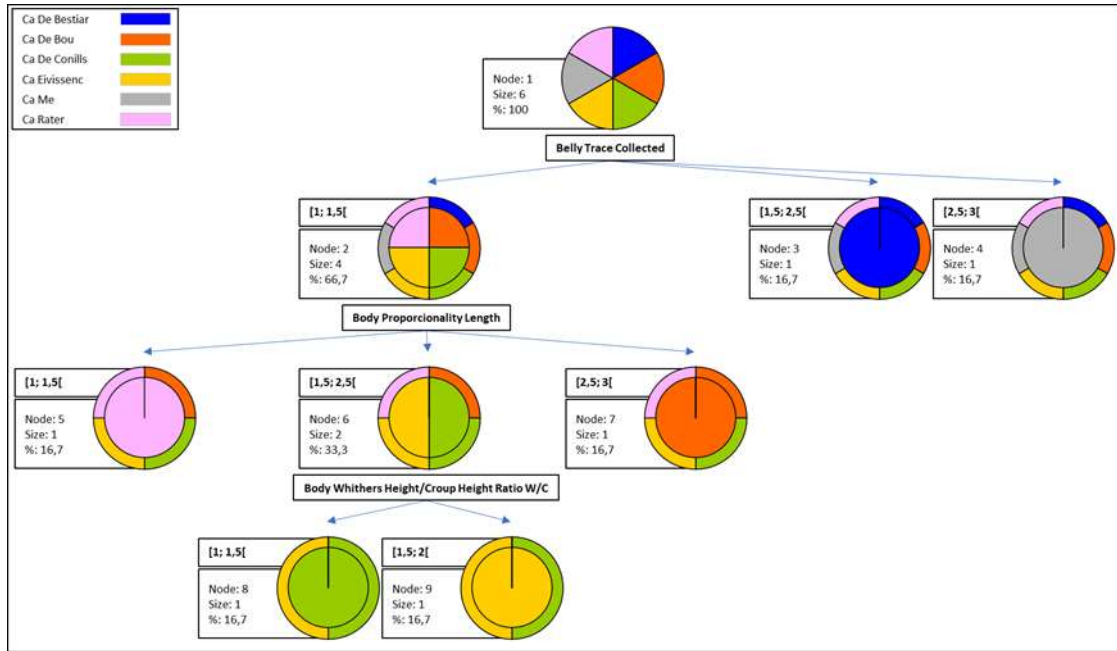 Ca De Bestiar
Ca De Bou
Ca De Conills
Ca Eivissenc
Ca Me
Ca Rater
Node: 1
Size: 6
%: 100
Belly Trace Collected
[1; 1,5[
Node: 2
Size: 4
%: 66,7
[1,5; 2,5[
Node: 3
Size: 1
%: 16,7
[2,5; 3[
Node: 4
Size: 1
%: 16,7
Body Proporcionality Length
[1; 1,5[
Node: 5
Size: 1
%: 16,7
[1,5; 2,5[
Node: 6
Size: 2
%: 33,3
[2,5; 3[
Node: 7
Size: 1
%: 16,7
Body Whithers Height/Croup Height Ratio W/C
[1; 1,5[
Node: 8
Size: 1
%: 16,7
[1,5; 2[
Node: 9
Size: 1
%: 16,7